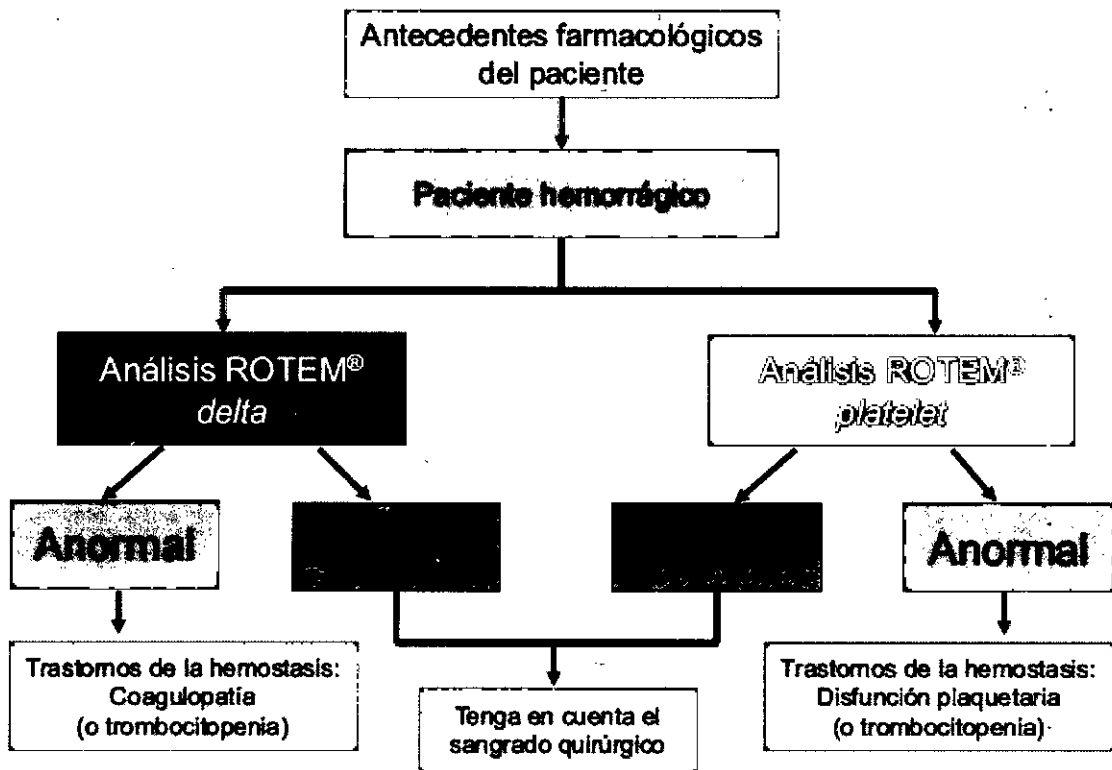 Antecedentes farmacológicos
del paciente
Paciente hemorrágico
Análisis ROTEM®
delta
Análisis ROTEM®
platelet
Anormal
Anormal
Trastornos de la hemostasis:
Coagulopatía
(o trombocitopenia)
Tenga en cuenta el
sangrado quirúrgico
Trastornos de la hemostasis:
Disfunción plaquetaria
(o trombocitopenia)